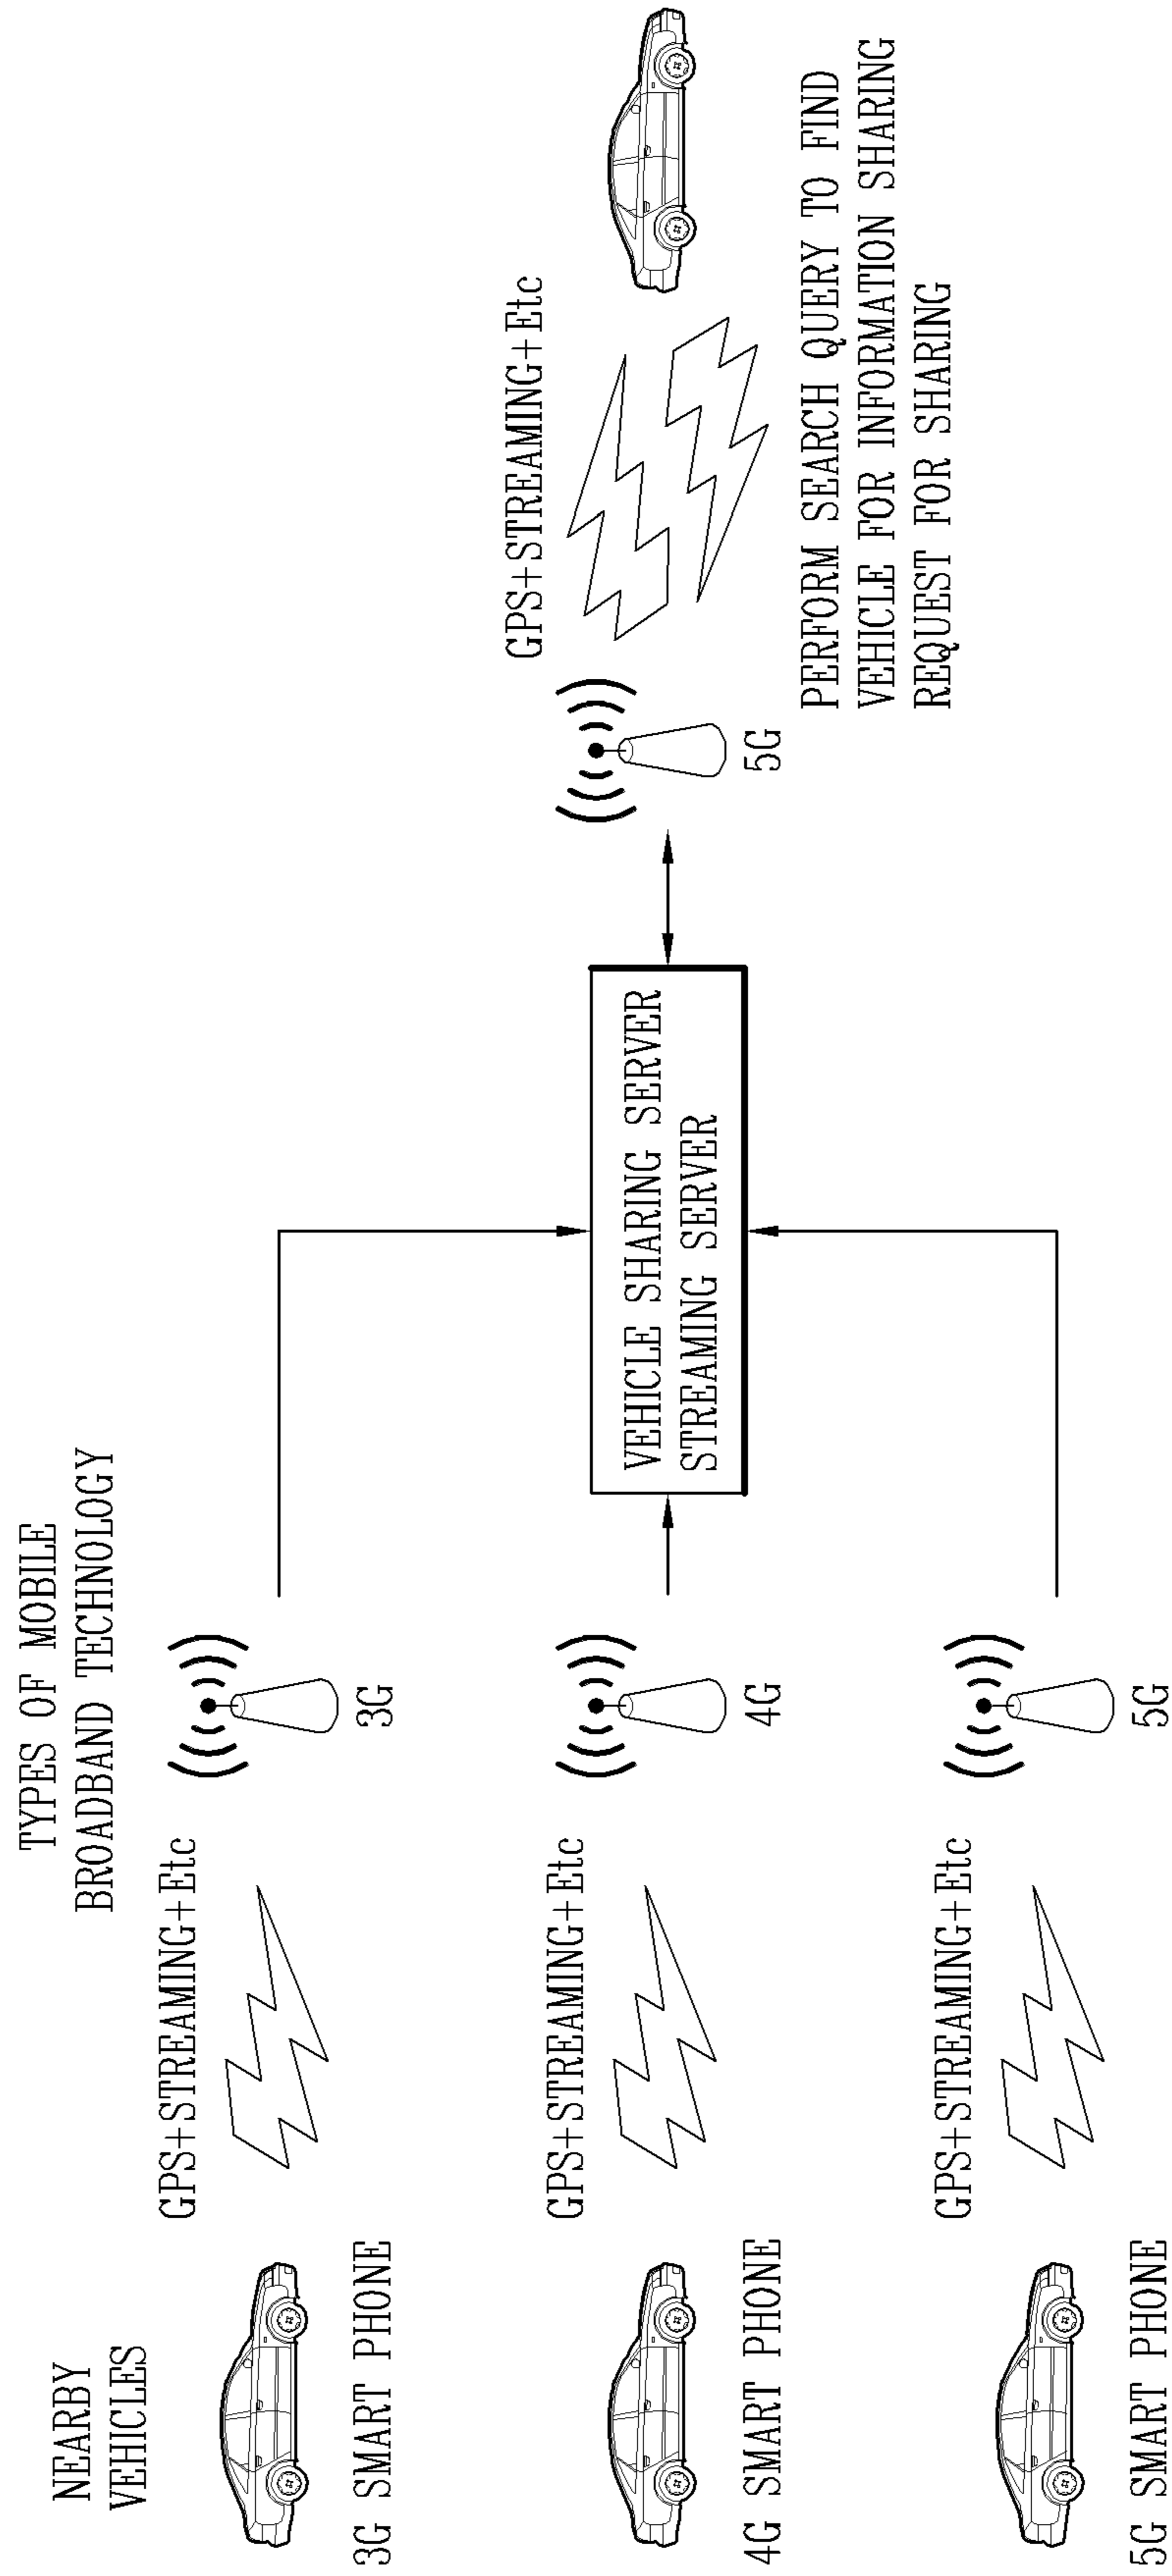 NEARBY
VEHICLES
TYPES OF MOBILE
BROADBAND TECHNOLOGY
GPS+STREAMING+Etc
3G SMART PHONE
3G
GPS+STREAMING+Etc
4G SMART PHONE
4G
VEHICLE SHARING SERVER
STREAMING SERVER
GPS+STREAMING+Etc
5G
PERFORM SEARCH QUERY TO FIND
VEHICLE FOR INFORMATION SHARING
REQUEST FOR SHARING
GPS+STREAMING+Etc
5G SMART PHONE
5G